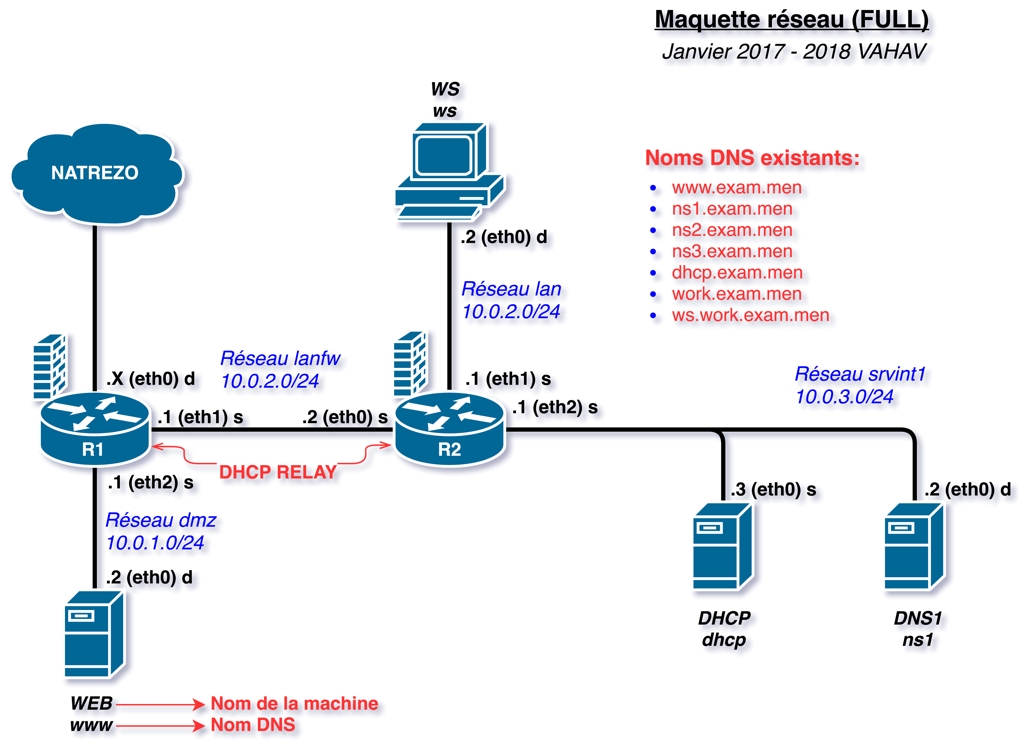 Maquette réseau (FULL)
Janvier 2017 - 2018 VAHAV
WS
ws
NATREZO
Noms DNS existants:
www.exam.men
ns1.exam.men
ns2.exam.men
ns3.exam.men
dhcp.exam.men
work.exam.men
ws.work.exam.men
.2 (eth0) d
Réseau lan
10.0.2.0/24
Réseau lanfw
10.0.2.0/24
.X (eth0) d
.1 (eth1) s
.2 (eth0) s
.1 (eth1) s
.1 (eth2) s
Réseau srvint1
10.0.3.0/24
R1
R2
DHCP RELAY
.1 (eth2) s
Réseau dmz
10.0.1.0/24
.2 (eth0) d
.3 (eth0) s
.2 (eth0) d
DHCP
dhcp
DNS1
ns1
WEB
Nom de la machine
www
Nom DNS